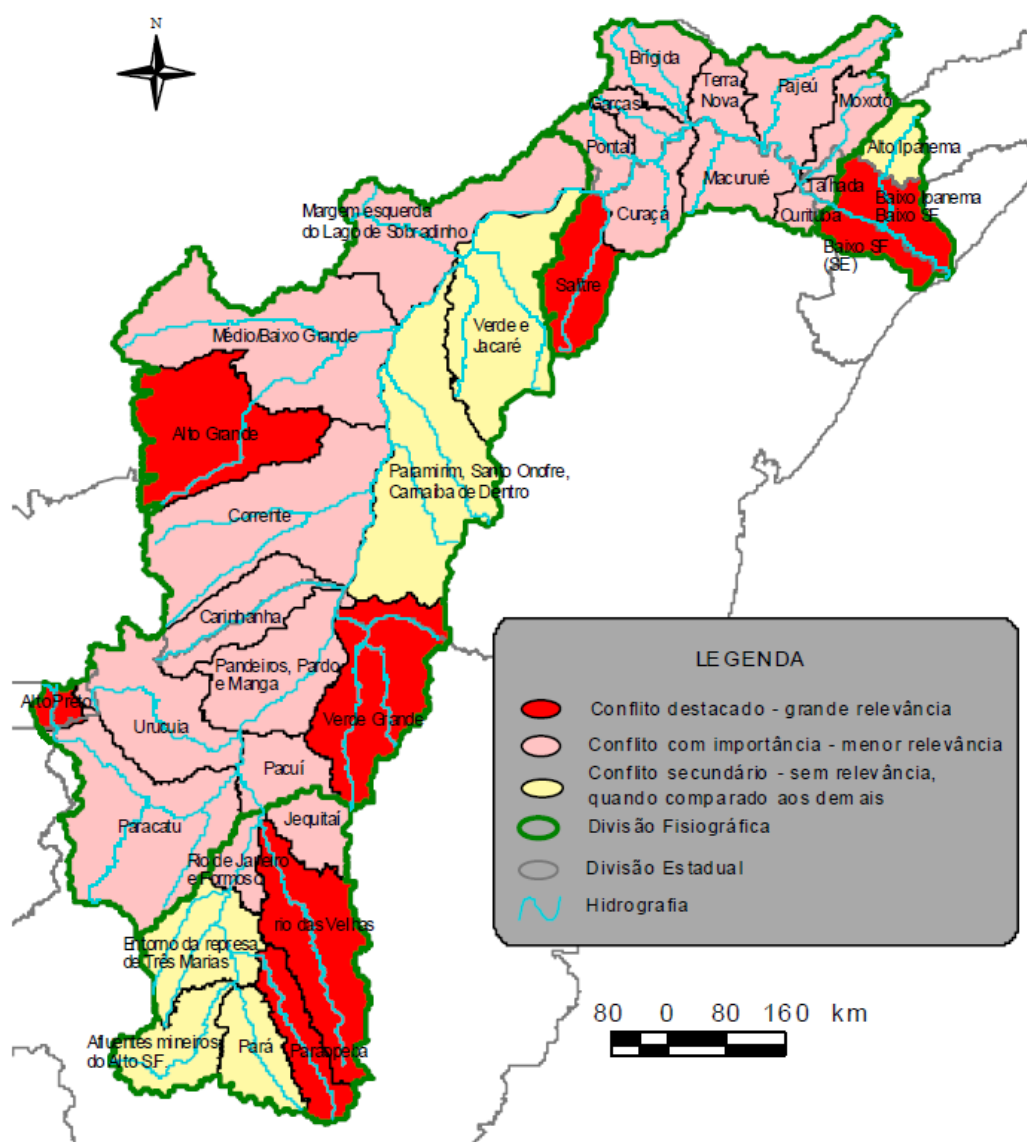 N
Brígida
Terra
Nova
Pajeú
Moxotó
Garças
Pontal
Alto Ipanema
Macururé
Talhada
Baixo Ipanema
Baixo SF
Curituba
Curaçá
Baixo SF
(SE)
Margem esquerda
do Lago de Sobradinho
Salitre
Verde e
Jacaré
Médio/Baixo Grande
Alto Grande
Paramirim, Santo Onofre,
Carnaíba de Dentro
Corrente
Carinhanha
Pandeiros, Pardo
e Manga
Alto Preto
Urucuia
Verde Grande
Pacuí
Jequitaí
Paracatu
Rio de Janeiro
e Formoso
rio das Velhas
Entorno da represa
de Três Marias
Afluentes mineiros
do Alto SF
Pará
Paraopeba
LEGENDA
Conflito destacado - grande relevância
Conflito com importância - menor relevância
Conflito secundário - sem relevância,
quando comparado aos demais
Divisão Fisiográfica
Divisão Estadual
Hidrografia
80 0 80 160 km